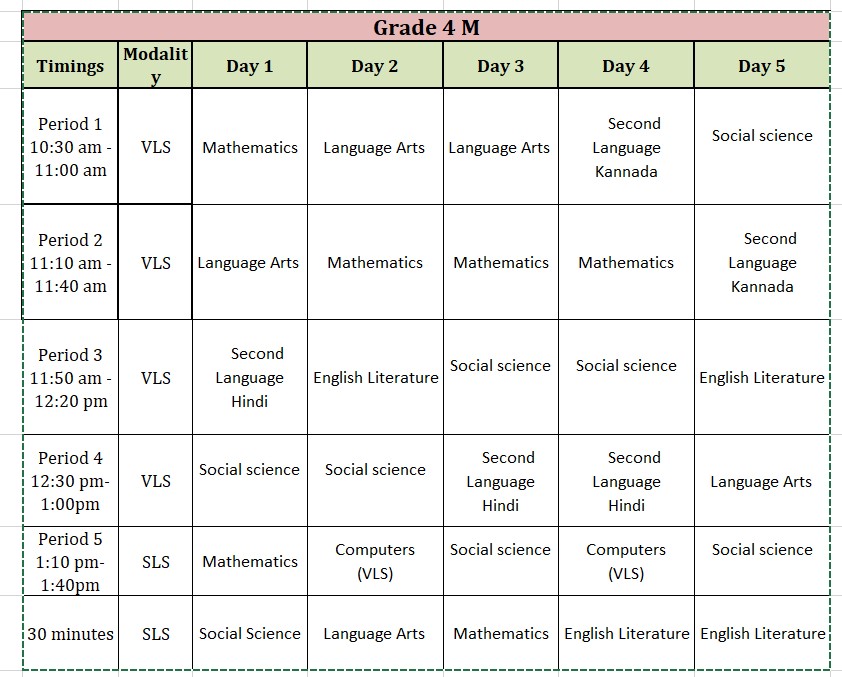 Grade 4 M
Timings Modalit Day 1 Day 2 Day 3 Day 4 Day 5
y
Period 1
10:30 am -
11:00 am
VLS
Mathematics
Language Arts
Language Arts
Second
Language
Kannada
Social science
Period 2
11:10 am -
11:40 am
VLS
Language Arts
Mathematics
Mathematics
Mathematics
Second
Language
Kannada
Period 3
11:50 am -
12:20 pm
VLS
Second
Language
Hindi
English Literature
Social science
Social science
English Literature
Period 4
12:30 pm-
1:00pm
VLS
Social science
Social science
Second
Language
Hindi
Second
Language
Hindi
Language Arts
Period 5
1:10 pm-
1:40pm
SLS
Mathematics
Computers
(VLS)
Social science
Computers
(VLS)
Social science
30 minutes
SLS
Social Science
Language Arts
Mathematics
English Literature
English Literature